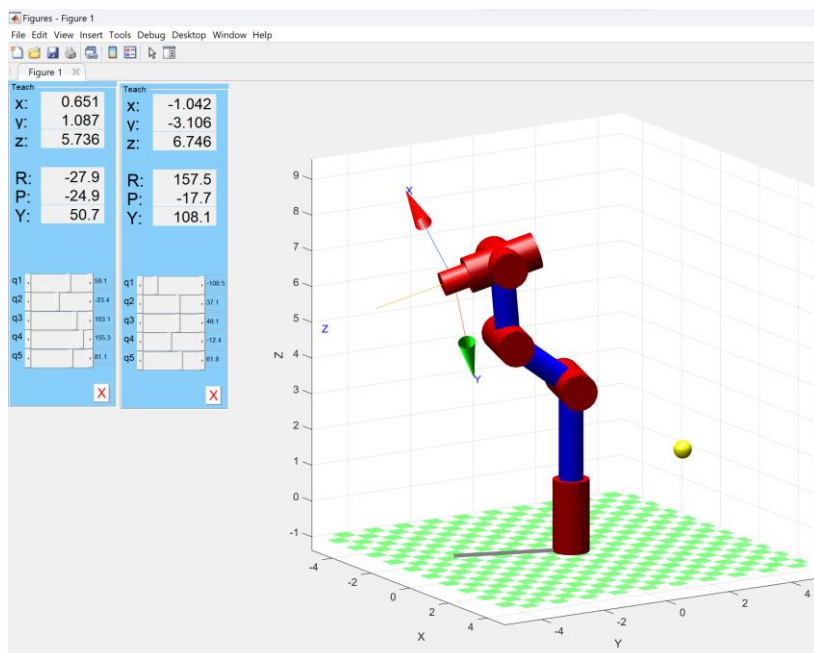 Figures - Figure 1
File Edit View Insert Tools Debug Desktop Window Help
Figure 1
Teach
x: 0.651
y: 1.087
z: 5.736
R: -27.9
P: -24.9
Y: 50.7
q1 59.1
q2 -23.4
q3 103.1
q4 155.3
q5 81.1
X
Teach
x: -1.042
y: -3.106
z: 6.746
R: 157.5
P: -17.7
Y: 108.1
q1 -108.5
q2 37.1
q3 48.1
q4 -12.4
q5 61.8
X
9
8
7
6
5
4
3
2
1
0
-1
Z
X
Z
Y
-4
-2
0
2
4
X
-4
-2
0
2
4
Y